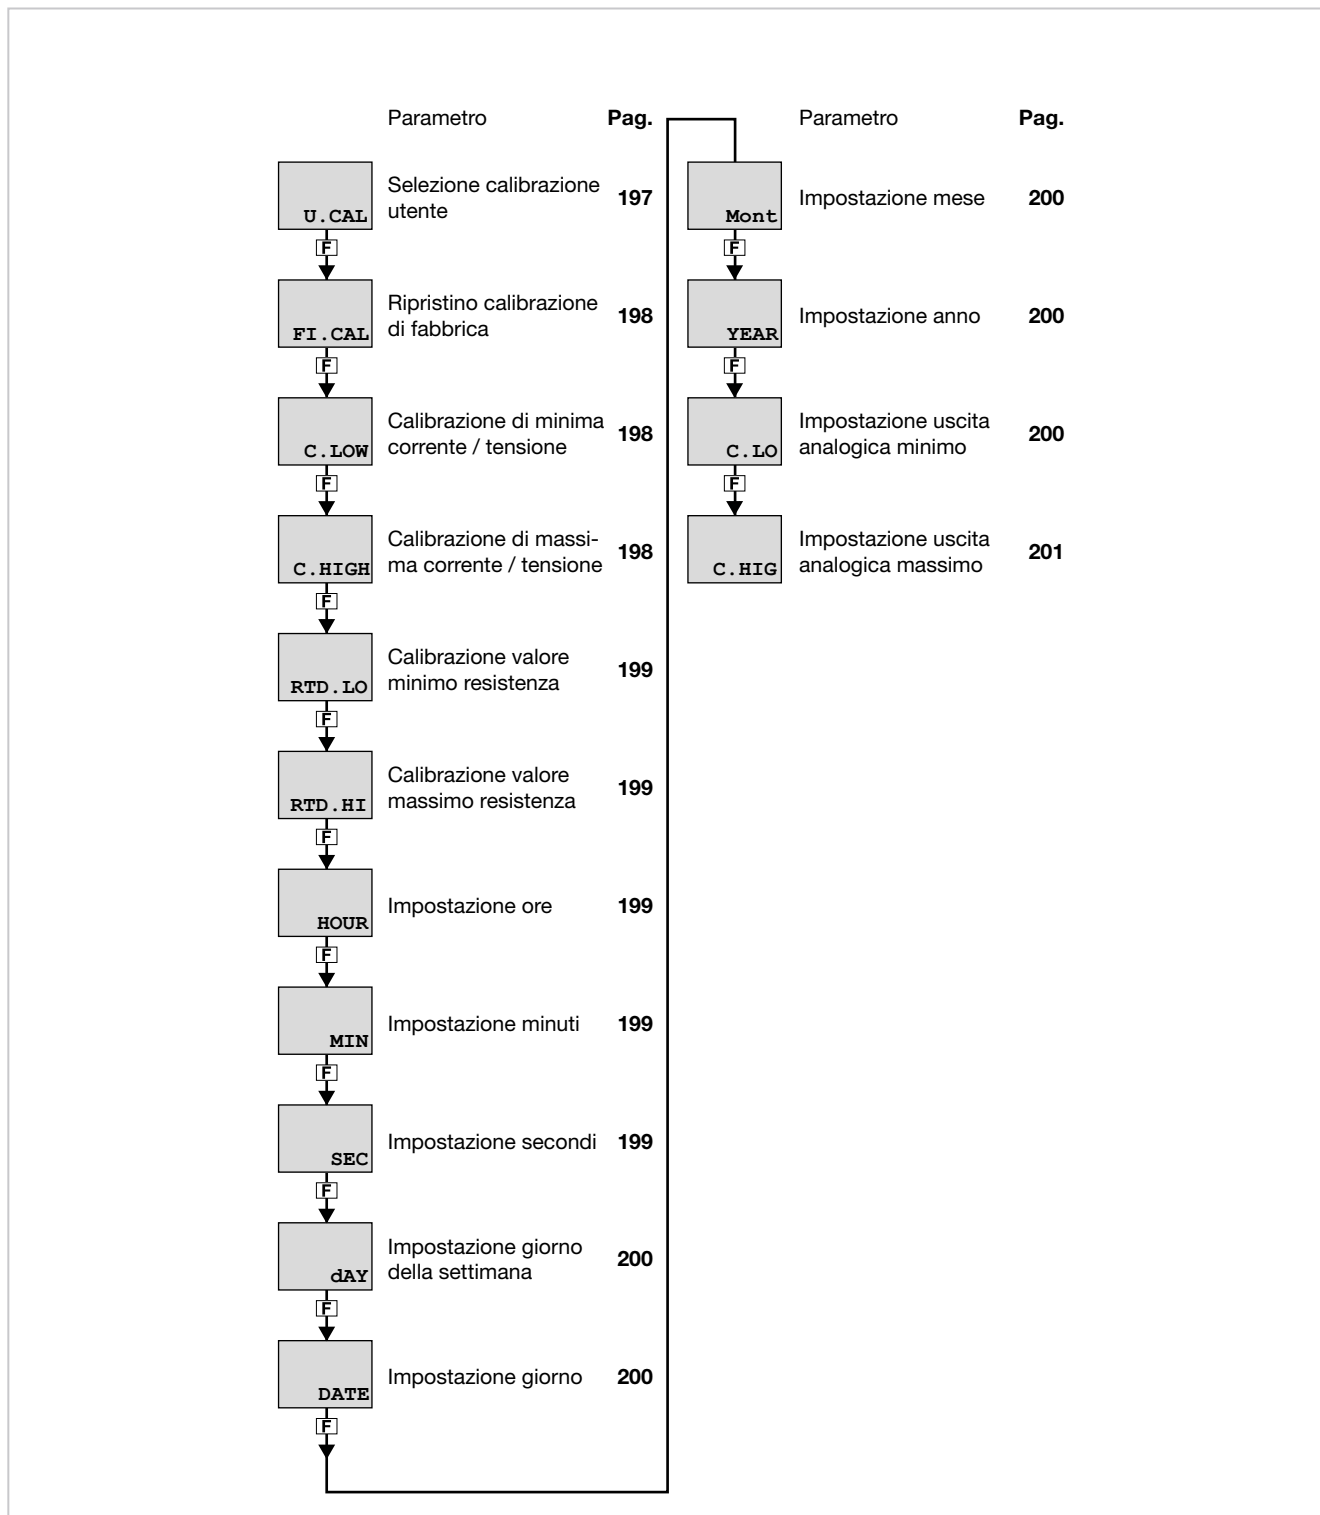 Parametro Pag.
U.CAL
Selezione calibrazione
utente
197
F
FI.CAL
Ripristino calibrazione
di fabbrica
198
F
C.LOW
Calibrazione di minima
corrente / tensione
198
F
C.HIGH
Calibrazione di massi-
ma corrente / tensione
198
F
RTD.LO
Calibrazione valore
minimo resistenza
199
F
RTD.HI
Calibrazione valore
massimo resistenza
199
F
HOUR
Impostazione ore
199
F
MIN
Impostazione minuti
199
F
SEC
Impostazione secondi
199
F
dAY
Impostazione giorno
della settimana
200
F
DATE
Impostazione giorno
200
F
Parametro Pag.
Mont
Impostazione mese
200
F
YEAR
Impostazione anno
200
F
C.LO
Impostazione uscita
analogica minimo
200
F
C.HIG
Impostazione uscita
analogica massimo
201